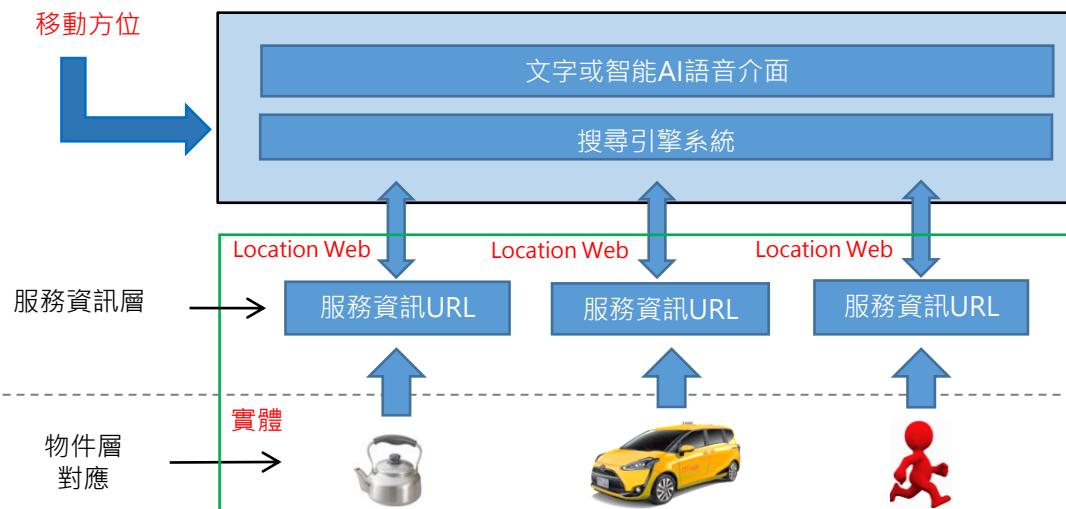 移動方位
文字或智能AI語音介面
搜尋引擎系統
Location Web
Location Web
Location Web
服務資訊層
服務資訊URL
服務資訊URL
服務資訊URL
實體
物件層
對應